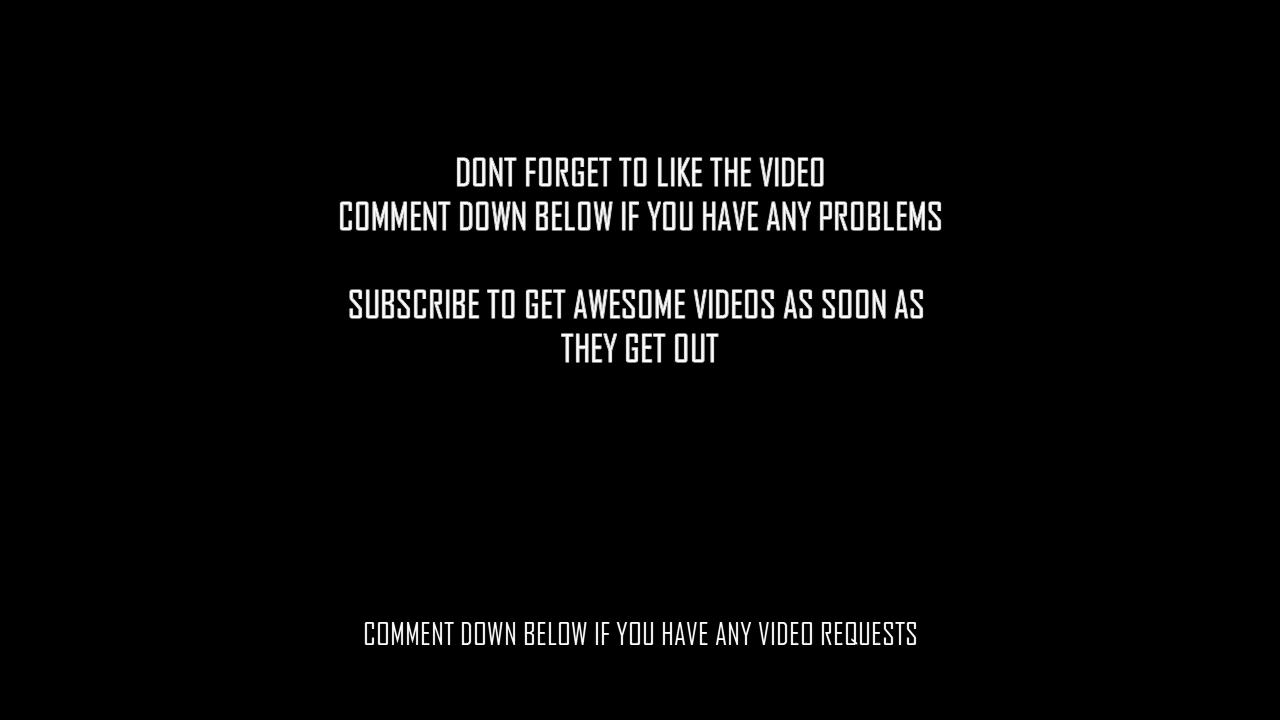 DONT FORGET TO LIKE THE VIDEO
COMMENT DOWN BELOW IF YOU HAVE ANY PROBLEMS
SUBSCRIBE TO GET AWESOME VIDEOS AS SOON AS
THEY GET OUT
COMMENT DOWN BELOW IF YOU HAVE ANY VIDEO REQUESTS